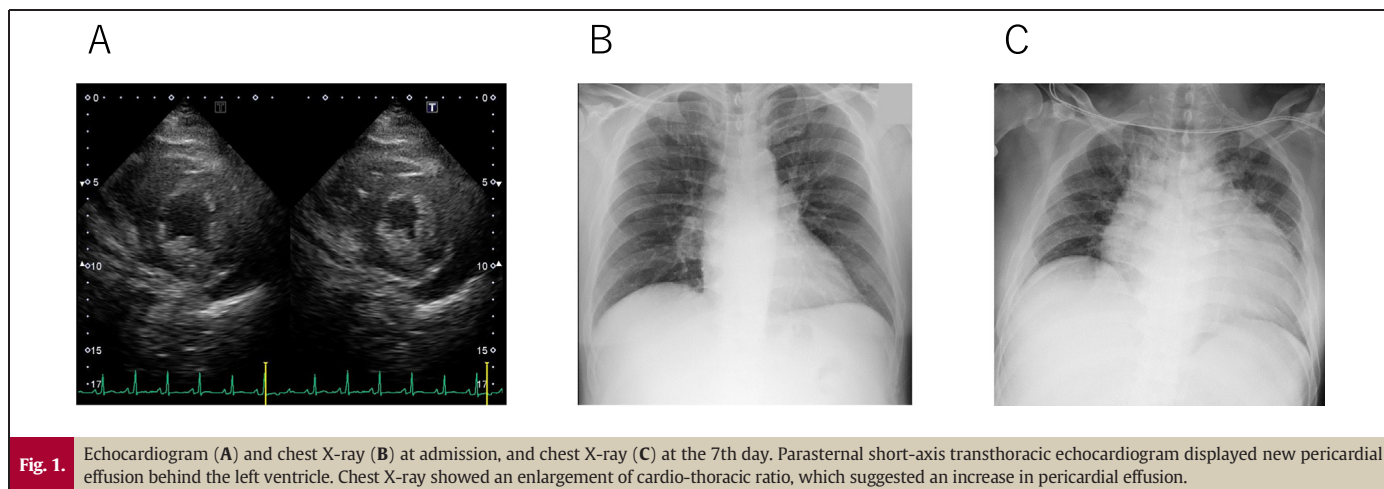 A
B
C
0
0
T
T
5
5
10
10
15
15
17
17
Fig. 1.
Echocardiogram (A) and chest X-ray (B) at admission, and chest X-ray (C) at the 7th day. Parasternal short-axis transthoracic echocardiogram displayed new pericardial
effusion behind the left ventricle. Chest X-ray showed an enlargement of cardio-thoracic ratio, which suggested an increase in pericardial effusion.